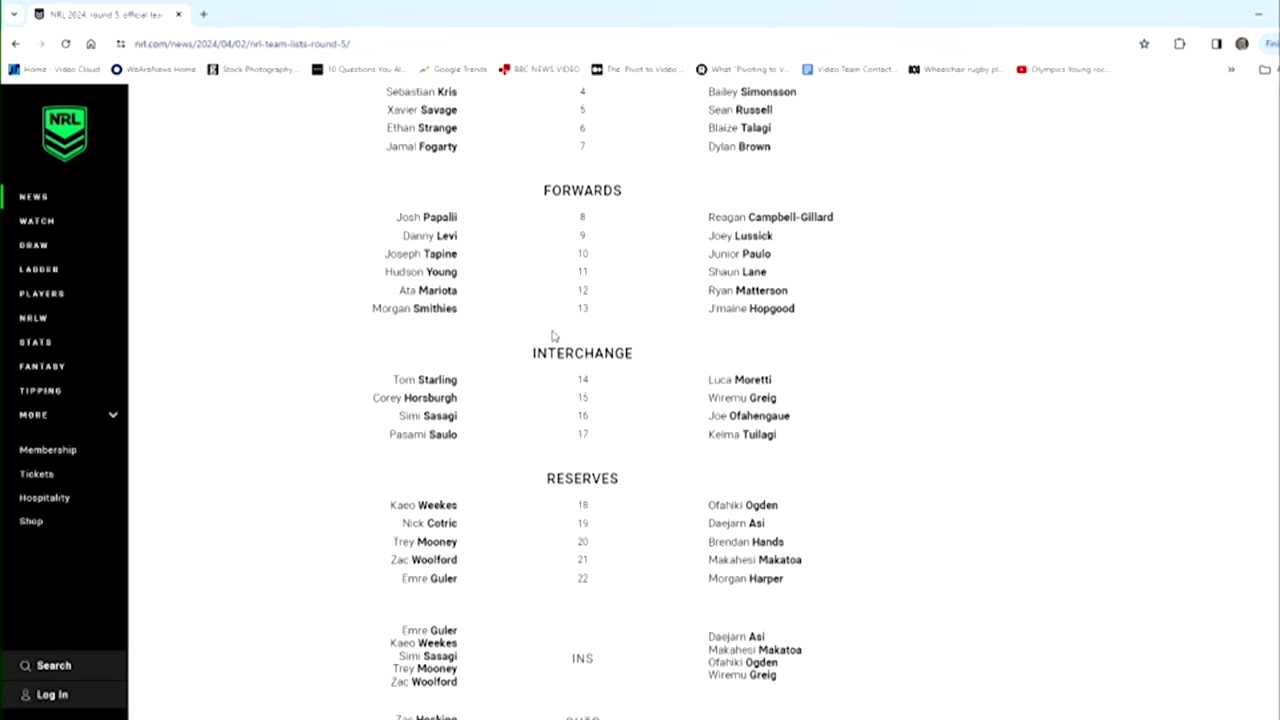 NRL 2024, round 5, official tea
nrl.com/news/2024/04/02/nrl-team-lists-round-5/
Home - Video Cloud WeAreNews Home Stock Photography,... 10 Questions You Al... Google Trends BBC NEWS VIDEO The 'Pivot to Video'... What "Pivoting to V... Video Team Contact... Wheelchair rugby pl... Olympics Young roc...
NRL
NEWS
WATCH
DRAW
LADDER
PLAYERS
NRLW
STATS
FANTASY
TIPPING
MORE
Membership
Tickets
Hospitality
Shop
Search
Log In
Sebastian Kris 4 Bailey Simonsson
Xavier Savage 5 Sean Russell
Ethan Strange 6 Blaize Talagi
Jamal Fogarty 7 Dylan Brown
FORWARDS
Josh Papalii 8 Reagan Campbell-Gillard
Danny Levi 9 Joey Lussick
Joseph Tapine 10 Junior Paulo
Hudson Young 11 Shaun Lane
Ata Mariota 12 Ryan Matterson
Morgan Smithies 13 J'maine Hopgood
INTERCHANGE
Tom Starling 14 Luca Moretti
Corey Horsburgh 15 Wiremu Greig
Simi Sasagi 16 Joe Ofahengaue
Pasami Saulo 17 Kelma Tuilagi
RESERVES
Kaeo Weekes 18 Ofahiki Ogden
Nick Cotric 19 Daejarn Asi
Trey Mooney 20 Brendan Hands
Zac Woolford 21 Makahesi Makatoa
Emre Guler 22 Morgan Harper
Emre Guler
Kaeo Weekes
Simi Sasagi
Trey Mooney
Zac Woolford
INS
Daejarn Asi
Makahesi Makatoa
Ofahiki Ogden
Wiremu Greig
Zac Hosking